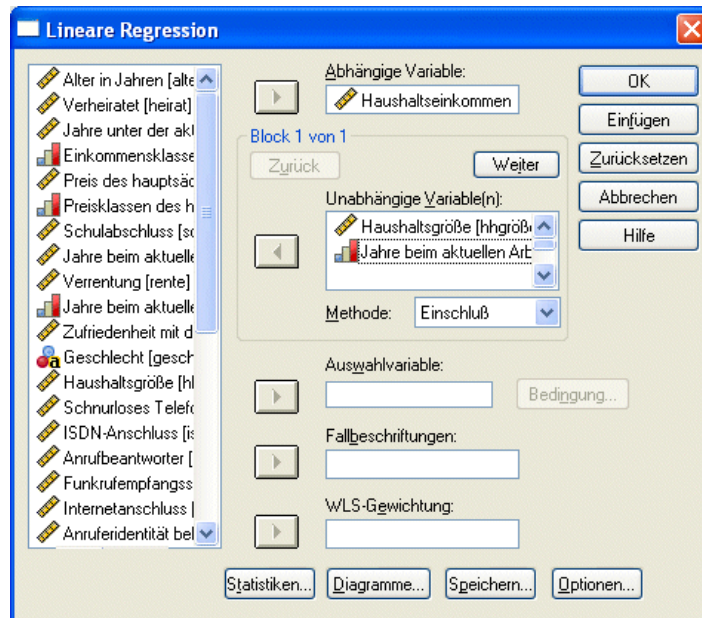 Lineare Regression
Alter in Jahren [alte
Verheiratet [heirat]
Jahre unter der akt
Einkommensklasse
Preis des hauptsäc
Preisklassen des h
Schulabschluss [sc
Jahre beim aktuelle
Verrentung [rente]
Jahre beim aktuelle
Zufriedenheit mit d
Geschlecht [gesch
Haushaltsgröße [hh
Schnurloses Telefo
ISDN-Anschluss [is
Anrufbeantworter [
Funkrufempfangss
Internetanschluss [
Anruferidentität bel
Abhängige Variable:
Haushaltseinkommen
Block 1 von 1
Zurück
Weiter
Unabhängige Variable(n):
Haushaltsgröße [hhgröß
Jahre beim aktuellen Arb
Methode:
Einschluß
Auswahlvariable:
Bedingung...
Fallbeschriftungen:
WLS-Gewichtung:
Statistiken...
Diagramme...
Speichern...
Optionen...
OK
Einfügen
Zurücksetzen
Abbrechen
Hilfe